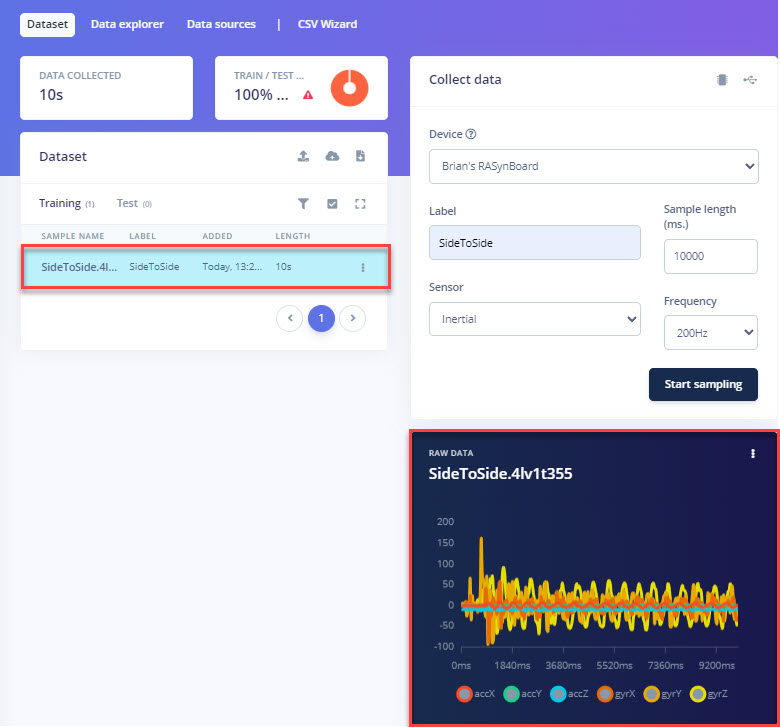 Dataset Data explorer Data sources | CSV Wizard
DATA COLLECTED
10s
TRAIN / TEST ...
100% ...
Dataset
Training (1) Test (0)
SAMPLE NAME LABEL ADDED LENGTH
SideToSide.4l... SideToSide Today, 13:2... 10s
1
Collect data
Device
Brian's RASynBoard
Label
SideToSide
Sample length
(ms.)
10000
Sensor
Inertial
Frequency
200Hz
Start sampling
RAW DATA
SideToSide.4lv1t355
200
150
100
50
0
-50
-100
0ms 1840ms 3680ms 5520ms 7360ms 9200ms
accX accY accZ gyrX gyrY gyrZ